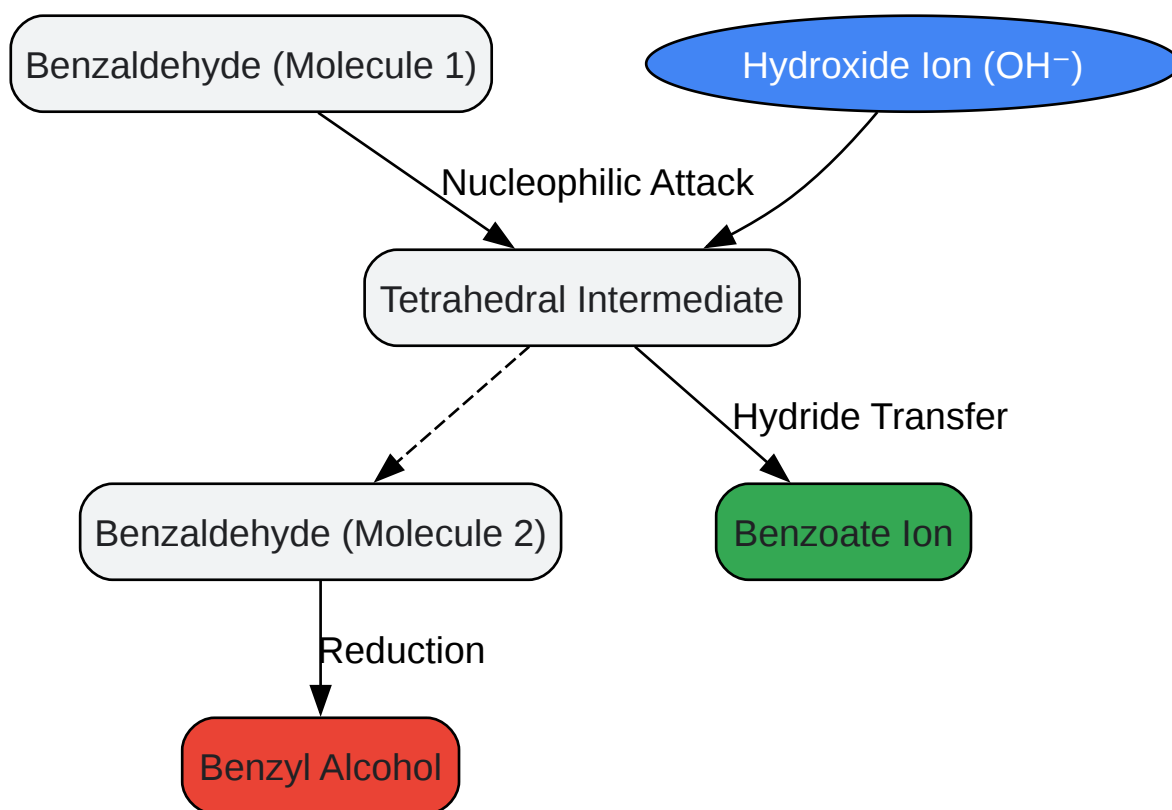 Benzaldehyde (Molecule 1)
Hydroxide Ion (OH⁻)
Nucleophilic Attack
Tetrahedral Intermediate
Hydride Transfer
Benzaldehyde (Molecule 2)
Benzoate Ion
Reduction
Benzyl Alcohol